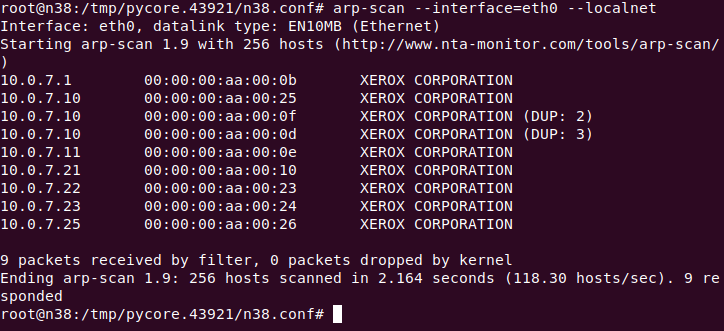 root@n38:/tmp/pycore.43921/n38.conf# arp-scan --interface=eth0 --localnet
Interface: eth0, datalink type: EN10MB (Ethernet)
Starting arp-scan 1.9 with 256 hosts (http://www.nta-monitor.com/tools/arp-scan/
)
10.0.7.1 00:00:00:aa:00:0b XEROX CORPORATION
10.0.7.10 00:00:00:aa:00:25 XEROX CORPORATION
10.0.7.10 00:00:00:aa:00:0f XEROX CORPORATION (DUP: 2)
10.0.7.10 00:00:00:aa:00:0d XEROX CORPORATION (DUP: 3)
10.0.7.11 00:00:00:aa:00:0e XEROX CORPORATION
10.0.7.21 00:00:00:aa:00:10 XEROX CORPORATION
10.0.7.22 00:00:00:aa:00:23 XEROX CORPORATION
10.0.7.23 00:00:00:aa:00:24 XEROX CORPORATION
10.0.7.25 00:00:00:aa:00:26 XEROX CORPORATION
9 packets received by filter, 0 packets dropped by kernel
Ending arp-scan 1.9: 256 hosts scanned in 2.164 seconds (118.30 hosts/sec). 9 re
sponded
root@n38:/tmp/pycore.43921/n38.conf#